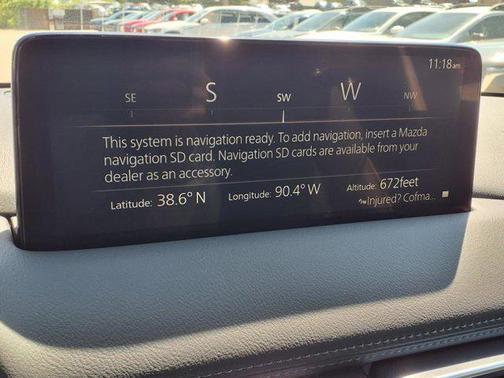 11:18am
SE S SW W NW
This system is navigation ready. To add navigation, insert a Mazda
navigation SD card. Navigation SD cards are available from your
dealer as an accessory.
Latitude: 38.6° N Longitude: 90.4° W Altitude: 672feet
Injured? Cofma...